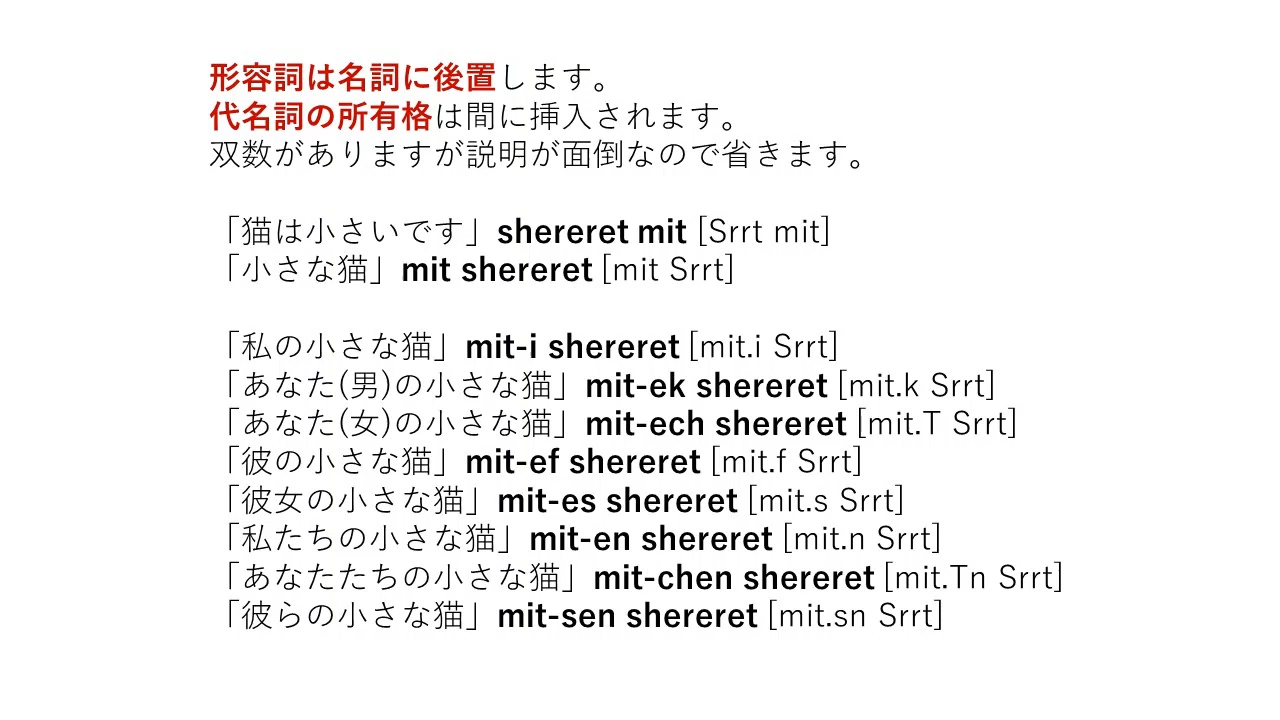 形容詞は名詞に後置します。
代名詞の所有格は間に挿入されます。
双数がありますが説明が面倒なので省きます。
「猫は小さいです」shereret mit [Srrt mit]
「小さな猫」mit shereret [mit Srrt]
「私の小さな猫」mit-i shereret [mit.i Srrt]
「あなた(男)の小さな猫」mit-ek shereret [mit.k Srrt]
「あなた(女)の小さな猫」mit-ech shereret [mit.T Srrt]
「彼の小さな猫」mit-ef shereret [mit.f Srrt]
「彼女の小さな猫」mit-es shereret [mit.s Srrt]
「私たちの小さな猫」mit-en shereret [mit.n Srrt]
「あなたたちの小さな猫」mit-chen shereret [mit.Tn Srrt]
「彼らの小さな猫」mit-sen shereret [mit.sn Srrt]